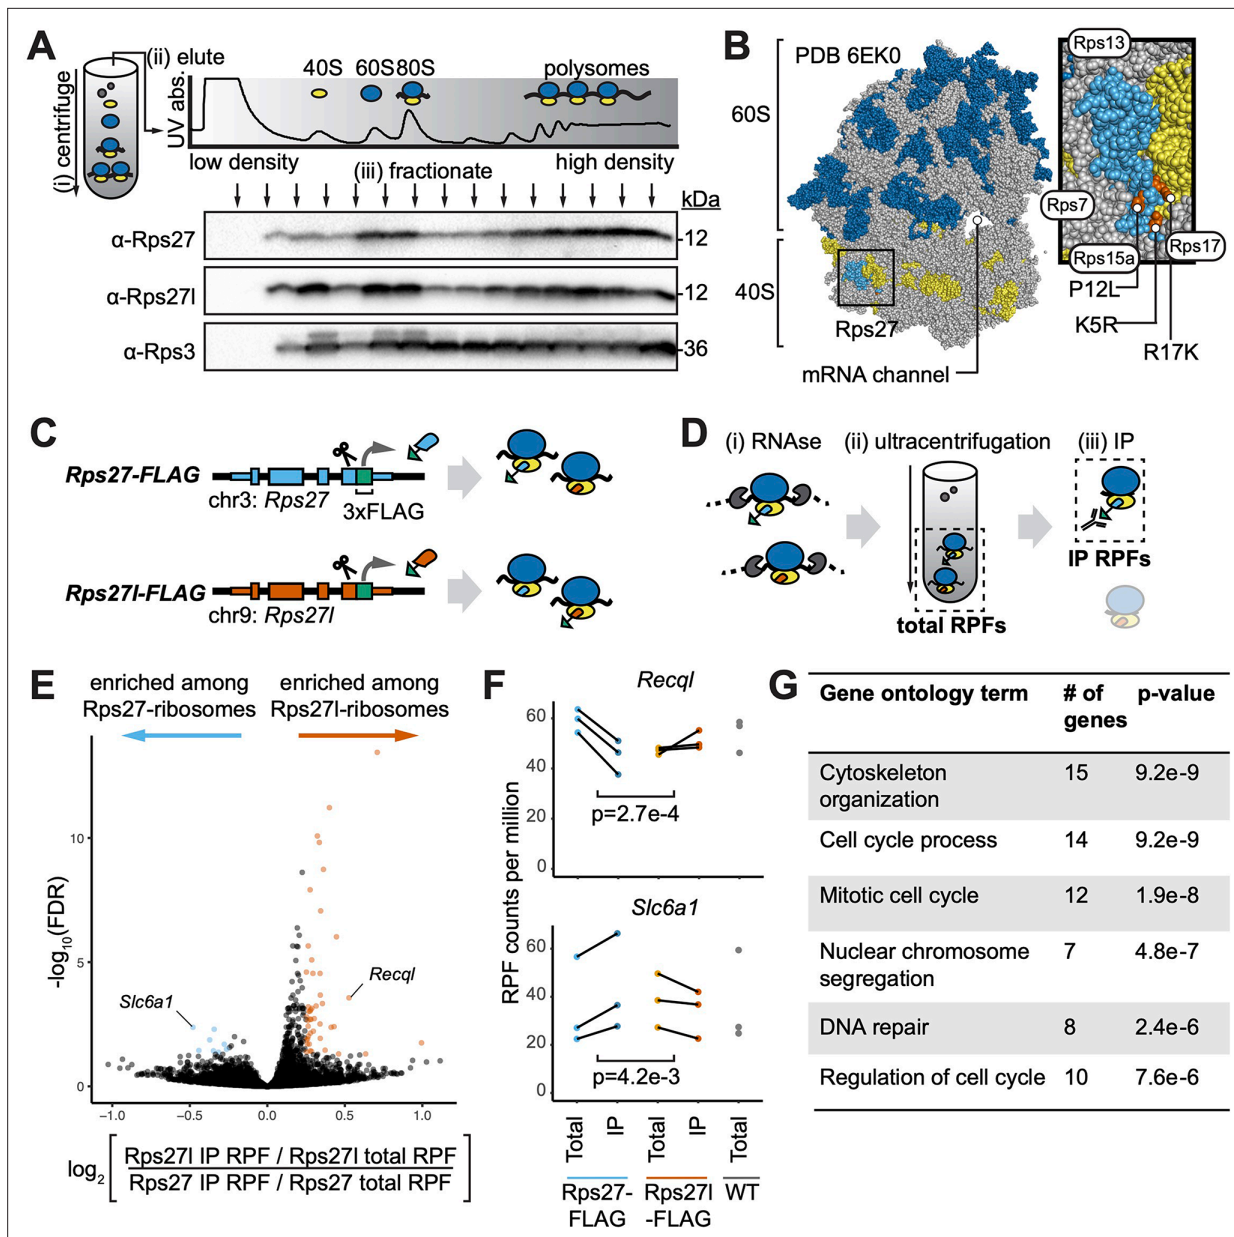 A
(ii) elute
(i) centrifuge
UV abs.
40S
60S
80S
polysomes
low density
high density
(iii) fractionate
kDa
α-Rps27
-12
α-Rps27l
-12
α-Rps3
-36
B
PDB 6EK0
60S
40S
Rps27
mRNA channel
Rps13
Rps7
Rps15a
Rps17
P12L
K5R
R17K
C
Rps27-FLAG
chr3: Rps27
3xFLAG
Rps27l-FLAG
chr9: Rps27l
D
(i) RNAse
(ii) ultracentrifugation
(iii) IP
IP RPFs
total RPFs
E
enriched among
Rps27-ribosomes
enriched among
Rps27l-ribosomes
-log10(FDR)
10
5
0
Slc6a1
Recql
−1.0
−0.5
0.0
0.5
1.0
log2
Rps27l IP RPF / Rps27l total RPF
Rps27 IP RPF / Rps27 total RPF
F
RPF counts per million
Recql
60
40
20
0
p=2.7e-4
Slc6a1
60
40
20
0
p=4.2e-3
Total
IP
Total
IP
Total
Rps27-
FLAG
Rps27l
-FLAG
WT
G
Gene ontology term # of genes p-value
Cytoskeleton organization 15 9.2e-9
Cell cycle process 14 9.2e-9
Mitotic cell cycle 12 1.9e-8
Nuclear chromosome segregation 7 4.8e-7
DNA repair 8 2.4e-6
Regulation of cell cycle 10 7.6e-6